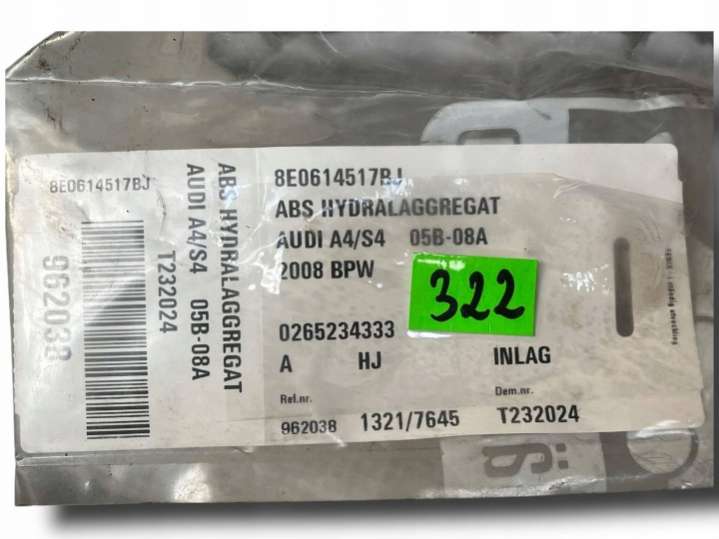 8E0614517BJ
ABS HYDRALAGGREGAT
AUDI A4/S4 05B-08A
T232024
962038
8E0614517BJ
ABS HYDRALAGGREGAT
AUDI A4/S4 05B-08A
2008 BPW
322
0265234333
A HJ INLAG
Rel.nr. Dem.nr.
962038 1321/7645 T232024